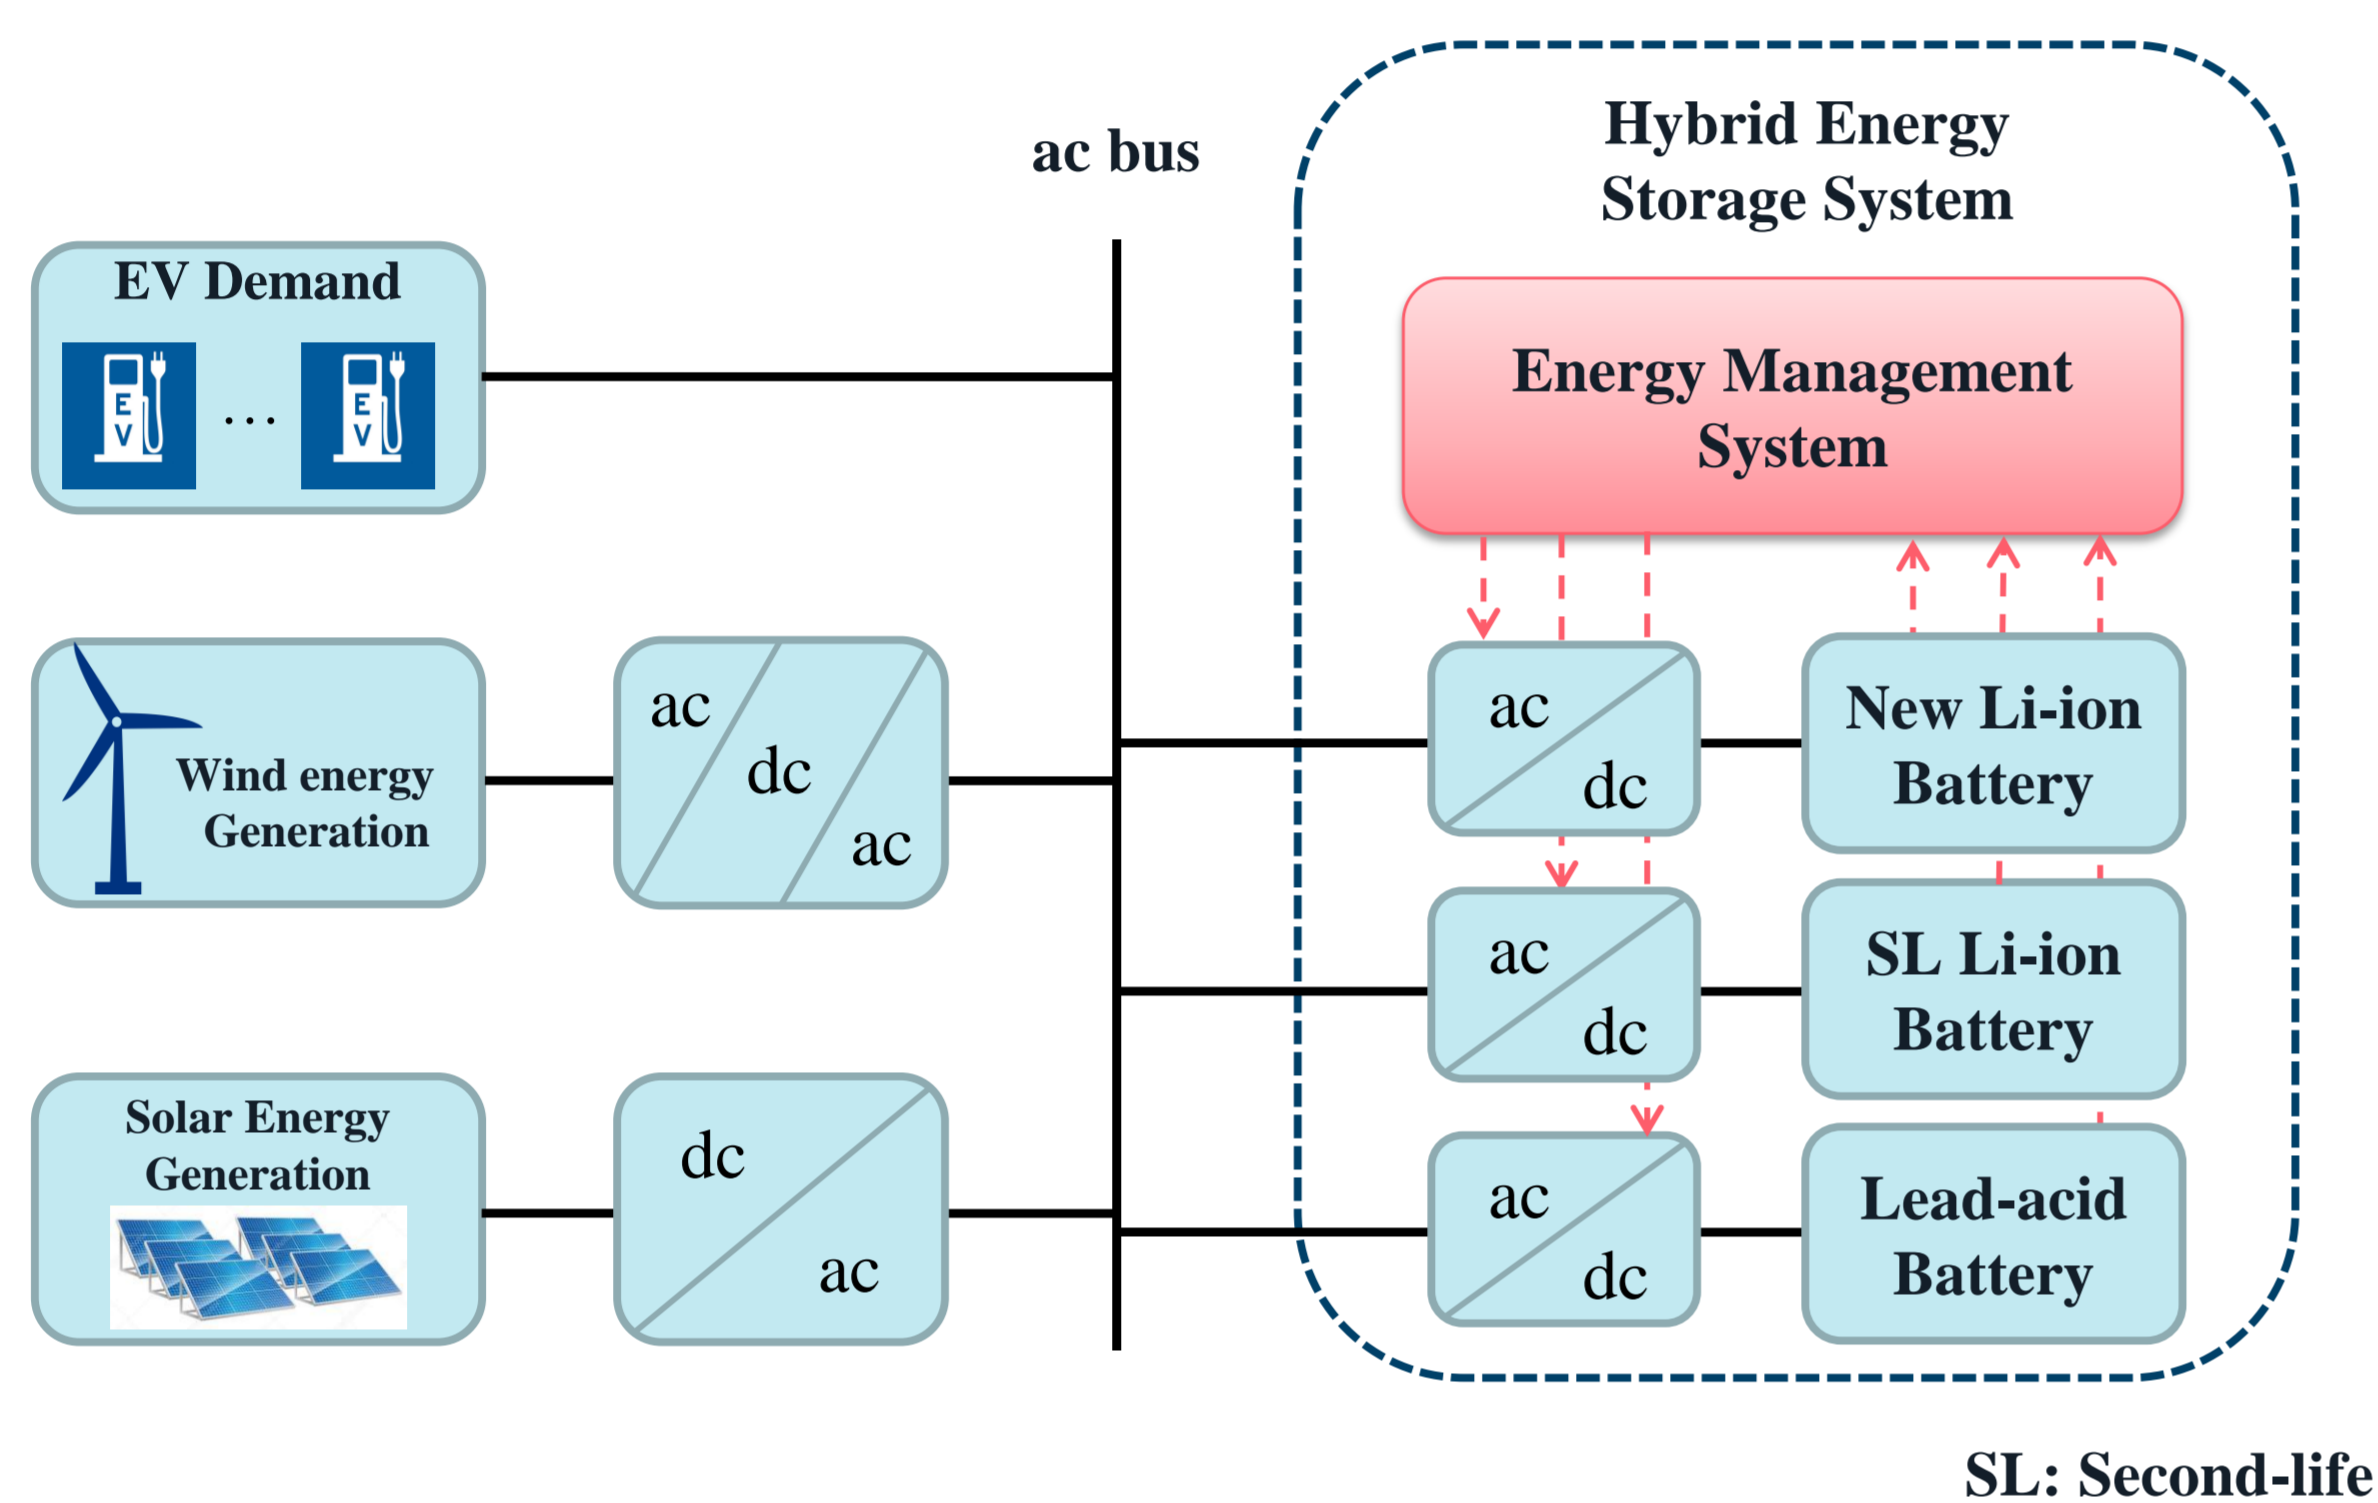 ac bus
Hybrid Energy
Storage System
EV Demand
E
V
...
E
V
Energy Management
System
Wind energy
Generation
ac
dc
ac
ac
dc
New Li-ion
Battery
ac
dc
SL Li-ion
Battery
Solar Energy
Generation
dc
ac
ac
dc
Lead-acid
Battery
SL: Second-life